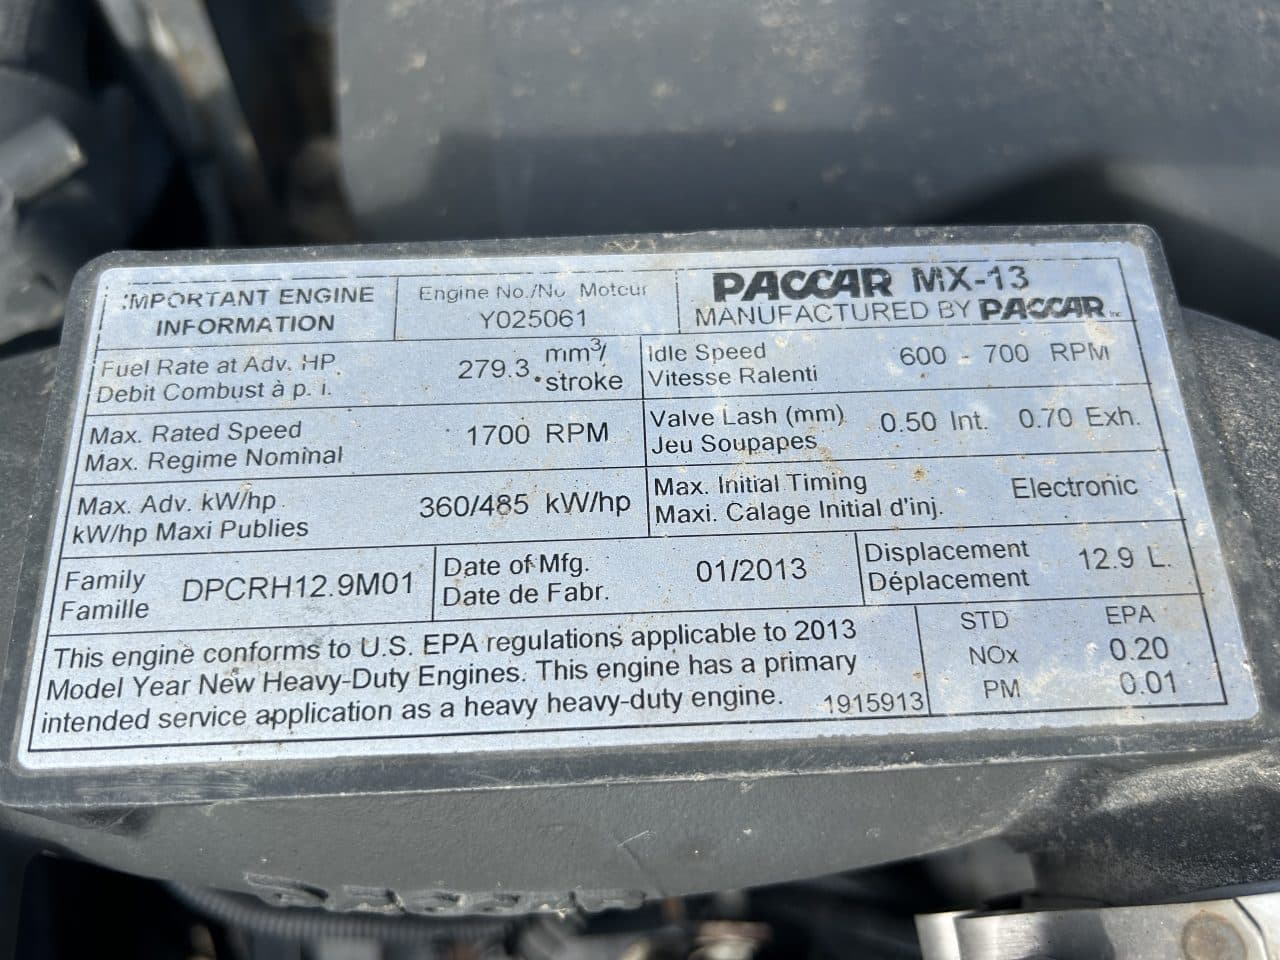 IMPORTANT ENGINE
INFORMATION
Engine No./No Moteur
Y025061
PACCAR MX-13
MANUFACTURED BY PACCAR Inc
Fuel Rate at Adv. HP.
Debit Combust à p. i.
279.3 mm3/
stroke
Idle Speed
Vitesse Ralenti
600 - 700 RPM
Max. Rated Speed
Max. Regime Nominal
1700 RPM
Valve Lash (mm)
Jeu Soupapes
0.50 Int. 0.70 Exh.
Max. Adv. kW/hp
kW/hp Maxi Publies
360/485 kW/hp
Max. Initial Timing
Maxi. Calage Initial d'inj.
Electronic
Family
Famille
DPCRH12.9M01
Date of Mfg.
Date de Fabr.
01/2013
Displacement
Déplacement
12.9 L.
This engine conforms to U.S. EPA regulations applicable to 2013
Model Year New Heavy-Duty Engines. This engine has a primary
intended service application as a heavy heavy-duty engine. 1915913
STD EPA
NOx 0.20
PM 0.01